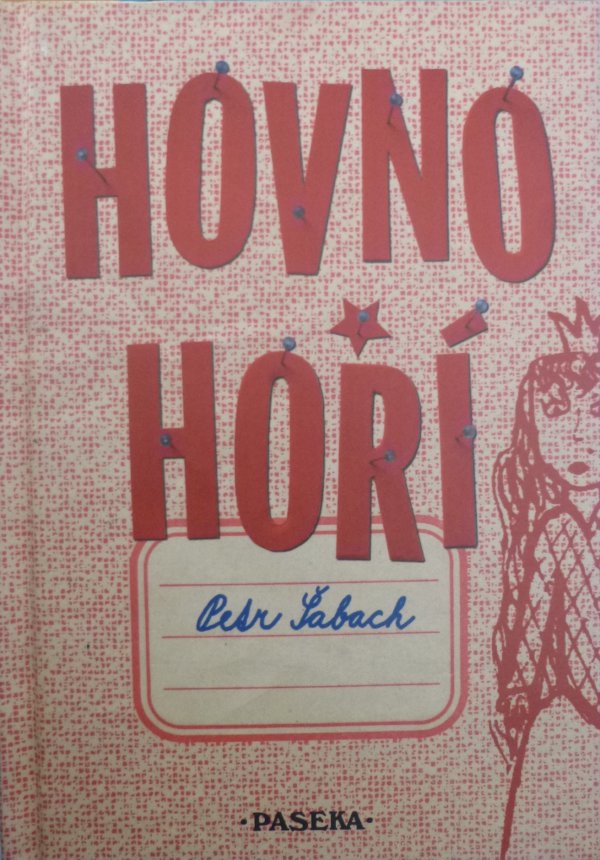 HOVNO
HOŘÍ
Petr Šabach
·PASEKA·